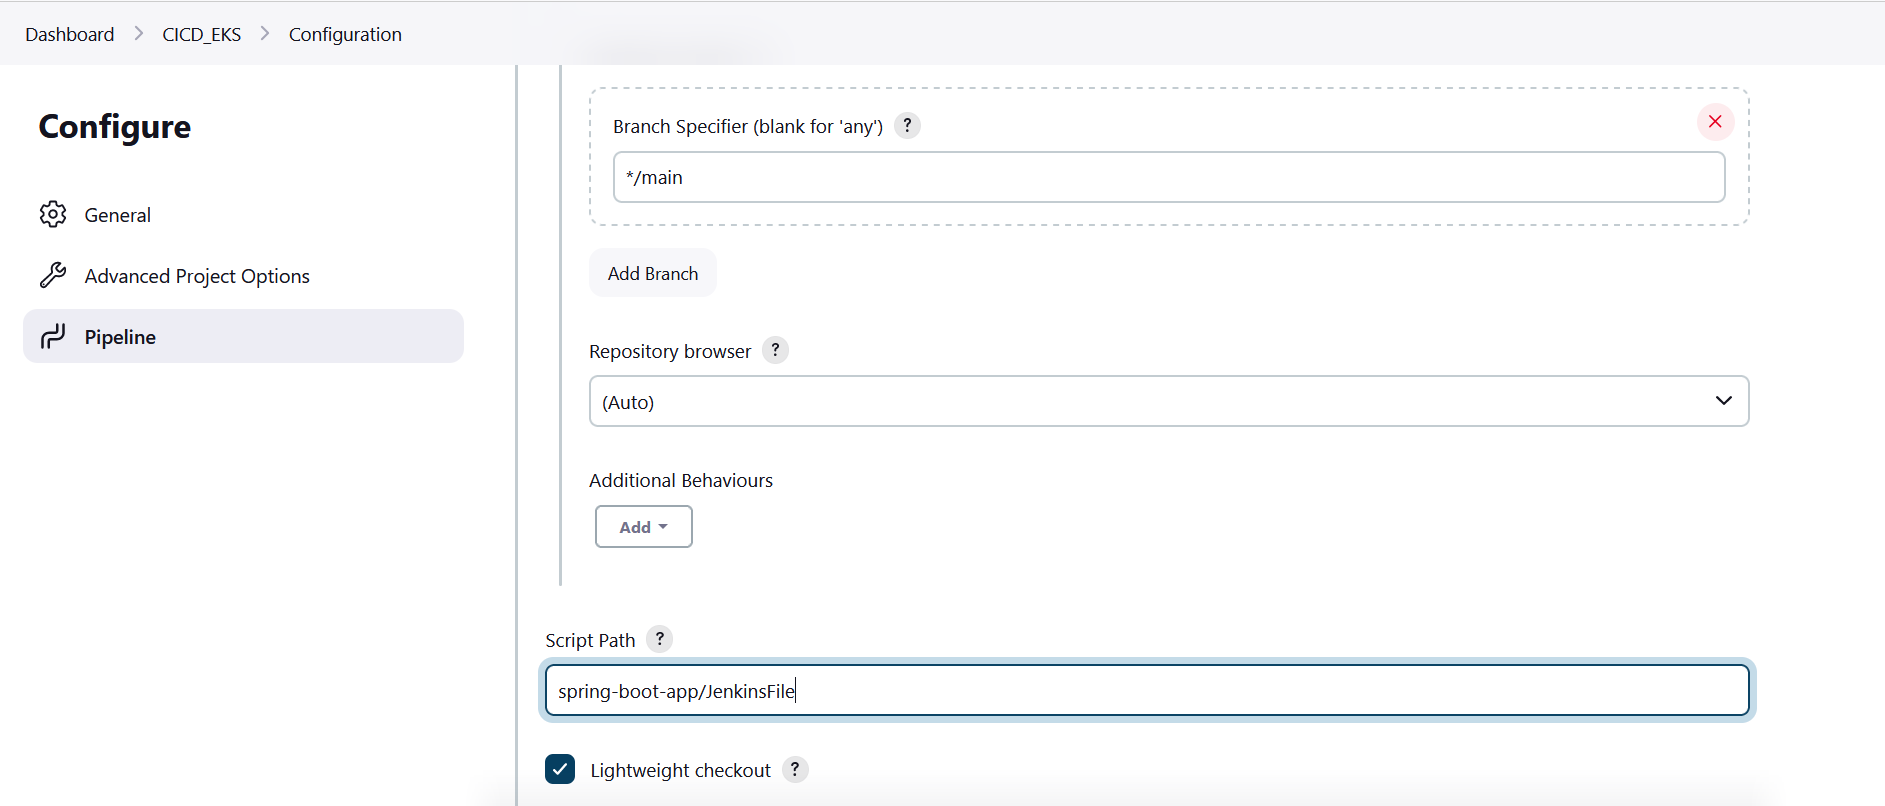 Dashboard > CICD_EKS > Configuration
Configure
General
Advanced Project Options
Pipeline
Branch Specifier (blank for 'any') ?
*/main
Add Branch
Repository browser ?
(Auto)
Additional Behaviours
Add
Script Path ?
spring-boot-app/JenkinsFile
Lightweight checkout ?